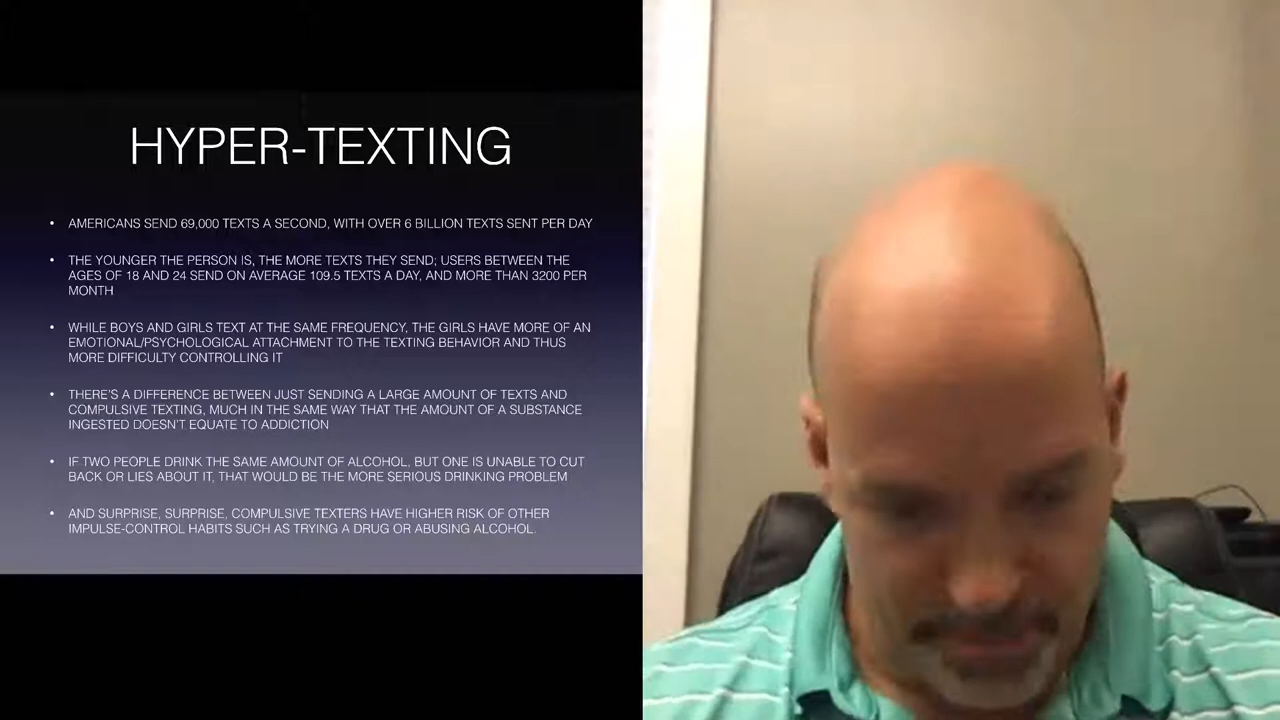 HYPER-TEXTING
• AMERICANS SEND 69,000 TEXTS A SECOND, WITH OVER 6 BILLION TEXTS SENT PER DAY
• THE YOUNGER THE PERSON IS, THE MORE TEXTS THEY SEND; USERS BETWEEN THE
AGES OF 18 AND 24 SEND ON AVERAGE 109.5 TEXTS A DAY, AND MORE THAN 3200 PER
MONTH
• WHILE BOYS AND GIRLS TEXT AT THE SAME FREQUENCY, THE GIRLS HAVE MORE OF AN
EMOTIONAL/PSYCHOLOGICAL ATTACHMENT TO THE TEXTING BEHAVIOR AND THUS
MORE DIFFICULTY CONTROLLING IT
• THERE'S A DIFFERENCE BETWEEN JUST SENDING A LARGE AMOUNT OF TEXTS AND
COMPULSIVE TEXTING, MUCH IN THE SAME WAY THAT THE AMOUNT OF A SUBSTANCE
INGESTED DOESN'T EQUATE TO ADDICTION
• IF TWO PEOPLE DRINK THE SAME AMOUNT OF ALCOHOL, BUT ONE IS UNABLE TO CUT
BACK OR LIES ABOUT IT, THAT WOULD BE THE MORE SERIOUS DRINKING PROBLEM
• AND SURPRISE, SURPRISE, COMPULSIVE TEXTERS HAVE HIGHER RISK OF OTHER
IMPULSE-CONTROL HABITS SUCH AS TRYING A DRUG OR ABUSING ALCOHOL.